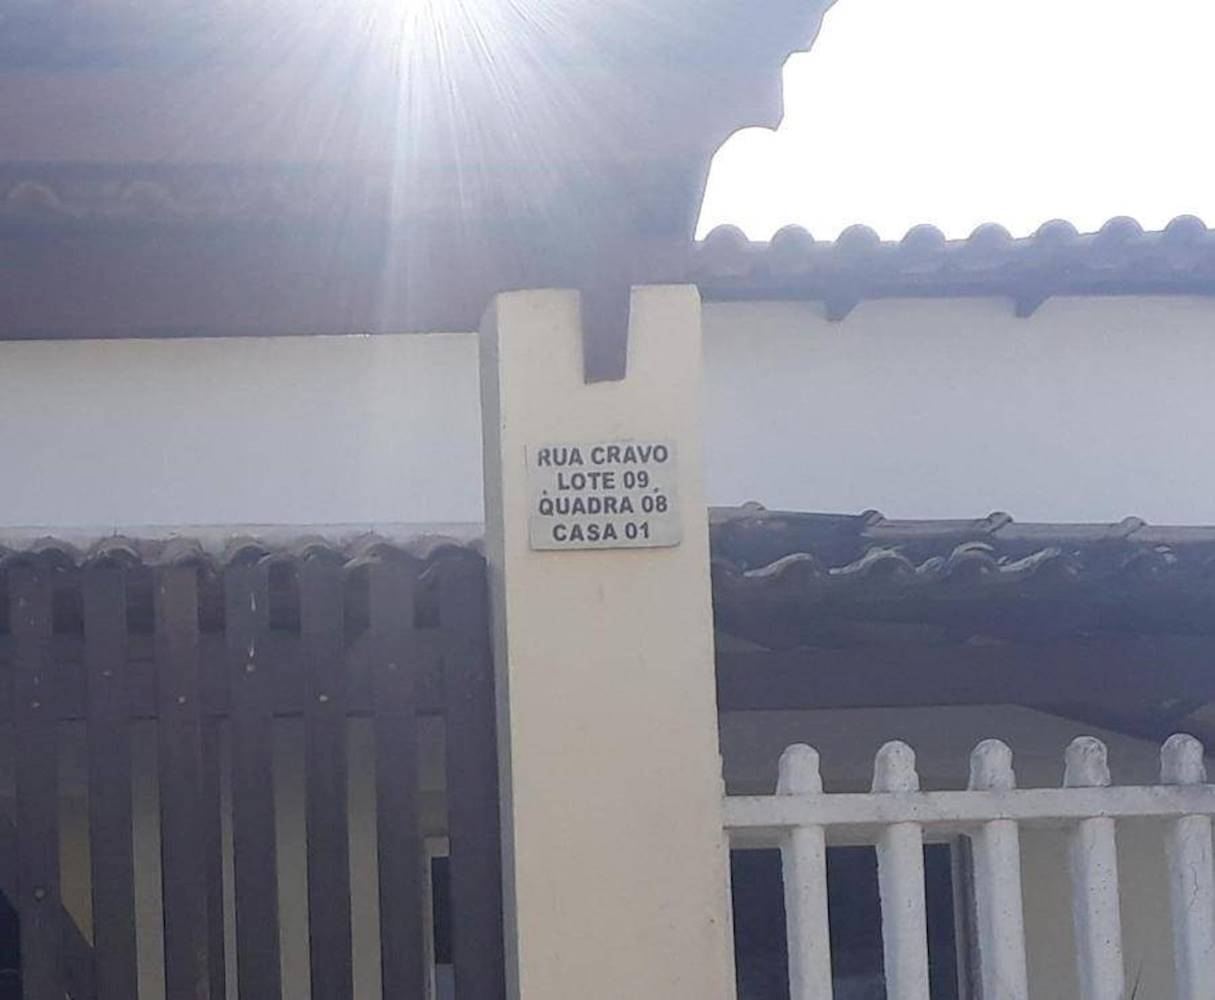 RUA CRAVO
LOTE 09
QUADRA 08
CASA 01